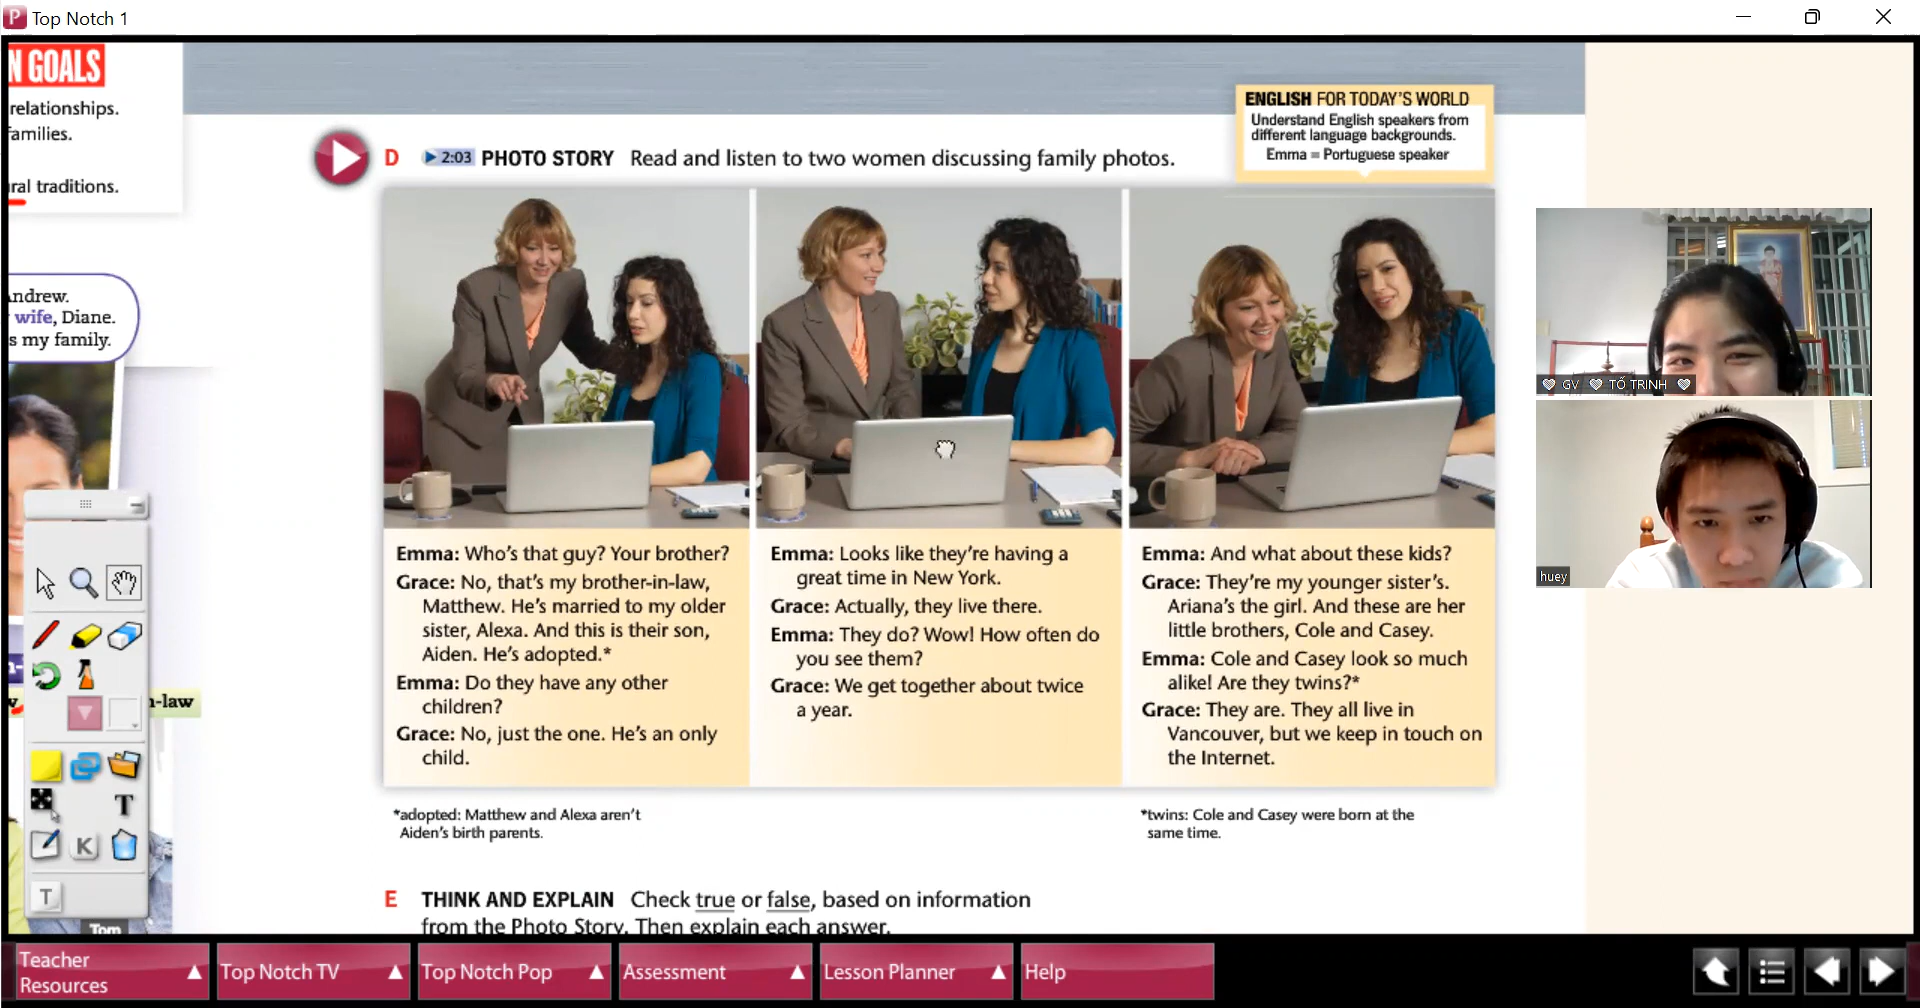 Top Notch 1
N GOALS
relationships.
families.
ral traditions.
ENGLISH FOR TODAY'S WORLD
Understand English speakers from
different language backgrounds.
Emma = Portuguese speaker
D 2:03 PHOTO STORY Read and listen to two women discussing family photos.
Andrew.
wife, Diane.
s my family.
n-law
Tom
Emma: Who's that guy? Your brother?
Grace: No, that's my brother-in-law,
Matthew. He's married to my older
sister, Alexa. And this is their son,
Aiden. He's adopted.*
Emma: Do they have any other
children?
Grace: No, just the one. He's an only
child.
*adopted: Matthew and Alexa aren't
Aiden's birth parents.
Emma: Looks like they're having a
great time in New York.
Grace: Actually, they live there.
Emma: They do? Wow! How often do
you see them?
Grace: We get together about twice
a year.
Emma: And what about these kids?
Grace: They're my younger sister's.
Ariana's the girl. And these are her
little brothers, Cole and Casey.
Emma: Cole and Casey look so much
alike! Are they twins?*
Grace: They are. They all live in
Vancouver, but we keep in touch on
the Internet.
*twins: Cole and Casey were born at the
same time.
E THINK AND EXPLAIN Check true or false, based on information
from the Photo Story. Then explain each answer.
GV TỐ TRINH
huey
T
K
T
Teacher
Resources
Top Notch TV
Top Notch Pop
Assessment
Lesson Planner
Help